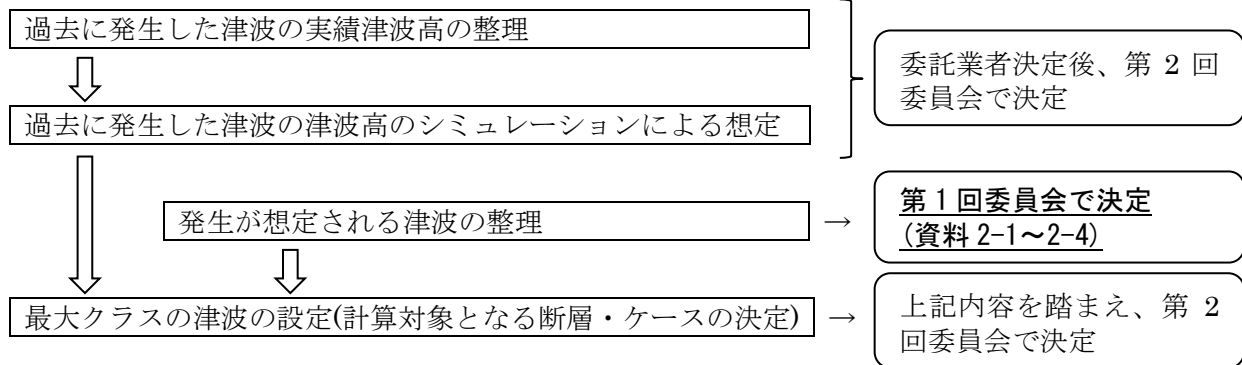 過去に発生した津波の実績津波高の整理
委託業者決定後、第 2 回
委員会で決定
過去に発生した津波の津波高のシミュレーションによる想定
発生が想定される津波の整理
→
第1回委員会で決定
(資料 2-1～2-4)
最大クラスの津波の設定(計算対象となる断層・ケースの決定)
→
上記内容を踏まえ、第 2
回委員会で決定